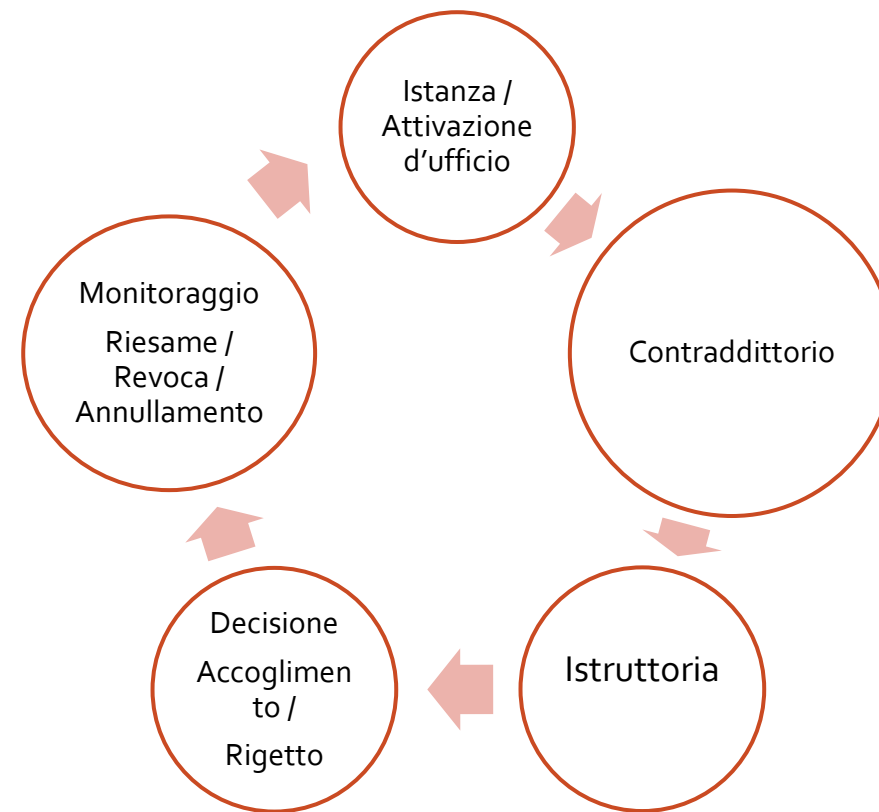 Istanza /
Attivazione
d'ufficio
Contraddittorio
Istruttoria
Decisione
Accoglimen
to /
Rigetto
Monitoraggio
Riesame /
Revoca /
Annullamento